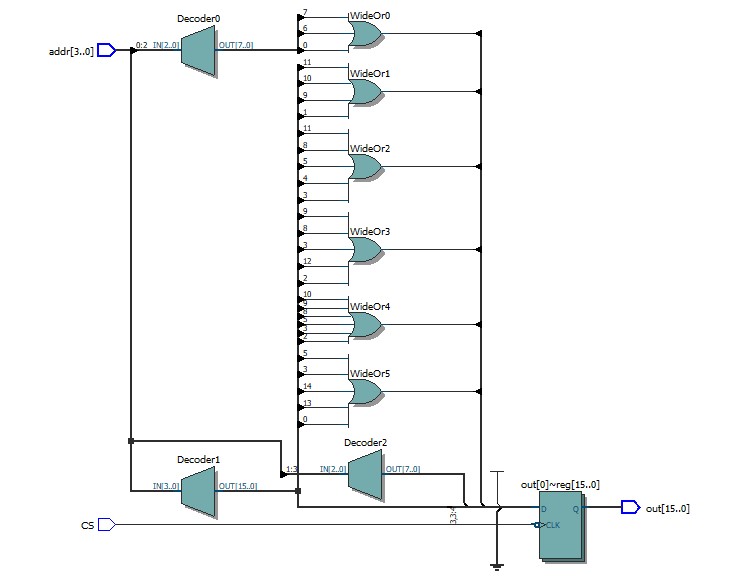 Decoder0
addr[3..0]
0:2
IN[2..0]
OUT[7..0]
7
WideOr0
6
0
11
WideOr1
10
9
1
11
WideOr2
8
5
4
3
9
WideOr3
8
3
12
2
10
WideOr4
9
8
5
3
2
5
WideOr5
3
14
13
0
Decoder2
1:3
IN[2..0]
OUT[7..0]
Decoder1
IN[3..0]
OUT[15..0]
out[0]~reg[15..0]
3,3:4
D
Q
CLK
out[15..0]
CS